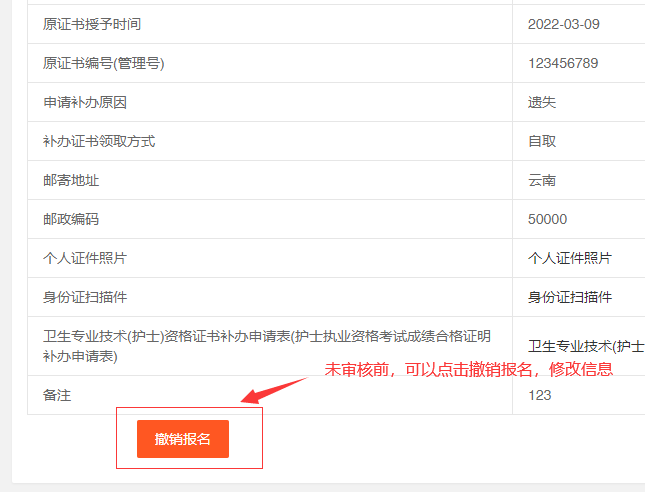 原证书授予时间 2022-03-09
原证书编号(管理号) 123456789
申请补办原因 遗失
补办证书领取方式 自取
邮寄地址 云南
邮政编码 50000
个人证件照片 个人证件照片
身份证扫描件 身份证扫描件
卫生专业技术(护士)资格证书补办申请表(护士执业资格考试成绩合格证明
补办申请表)
卫生专业技术(护士
未审核前，可以点击撤销报名，修改信息
备注 123
撤销报名